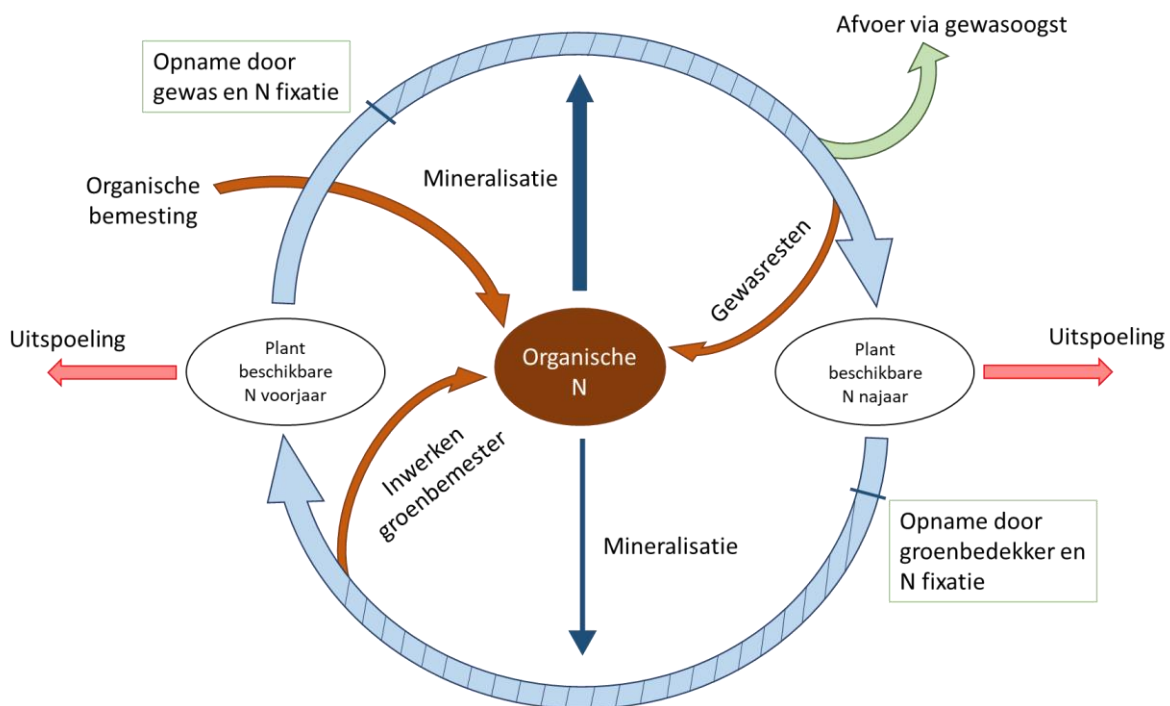 Afvoer via gewasoogst
Opname door
gewas en N fixatie
Organische
bemesting
Mineralisatie
Gewasresten
Uitspoeling
Plant
beschikbare
N voorjaar
Organische
N
Plant
beschikbare
N najaar
Uitspoeling
Inwerken
groenbemester
Mineralisatie
Opname door
groenbedekker en
N fixatie